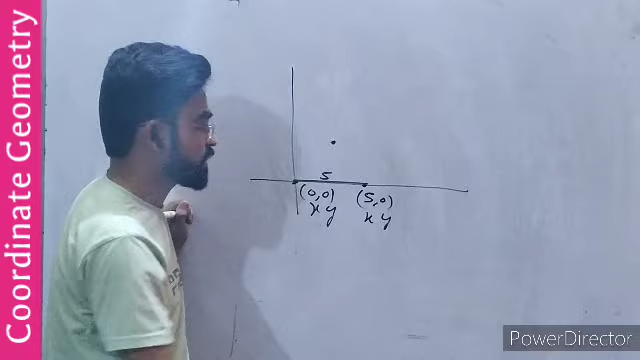 Coordinate Geometry
5
(0,0) (5,0)
x y x y
PowerDirector